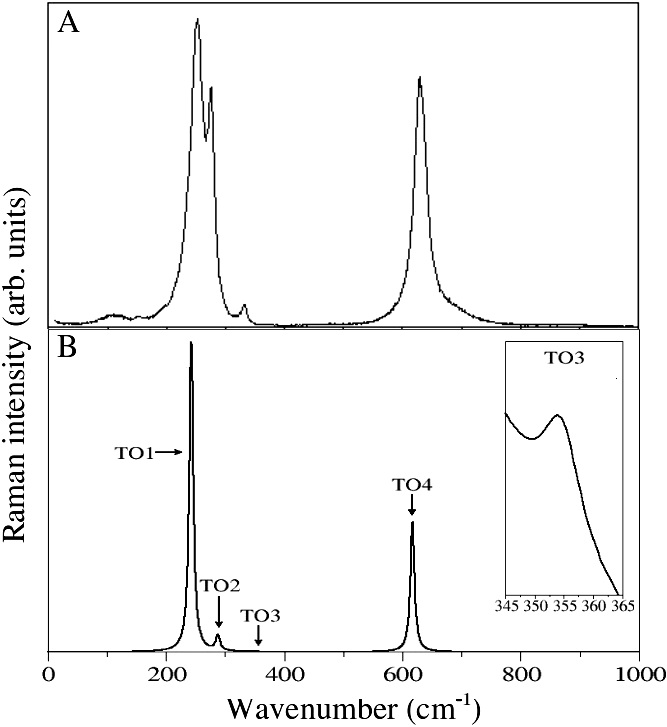 A
B
TO3
TO1
TO4
TO2
TO3
345 350 355 360 365
0 200 400 600 800 1000
Wavenumber (cm-1)
Raman intensity (arb. units)